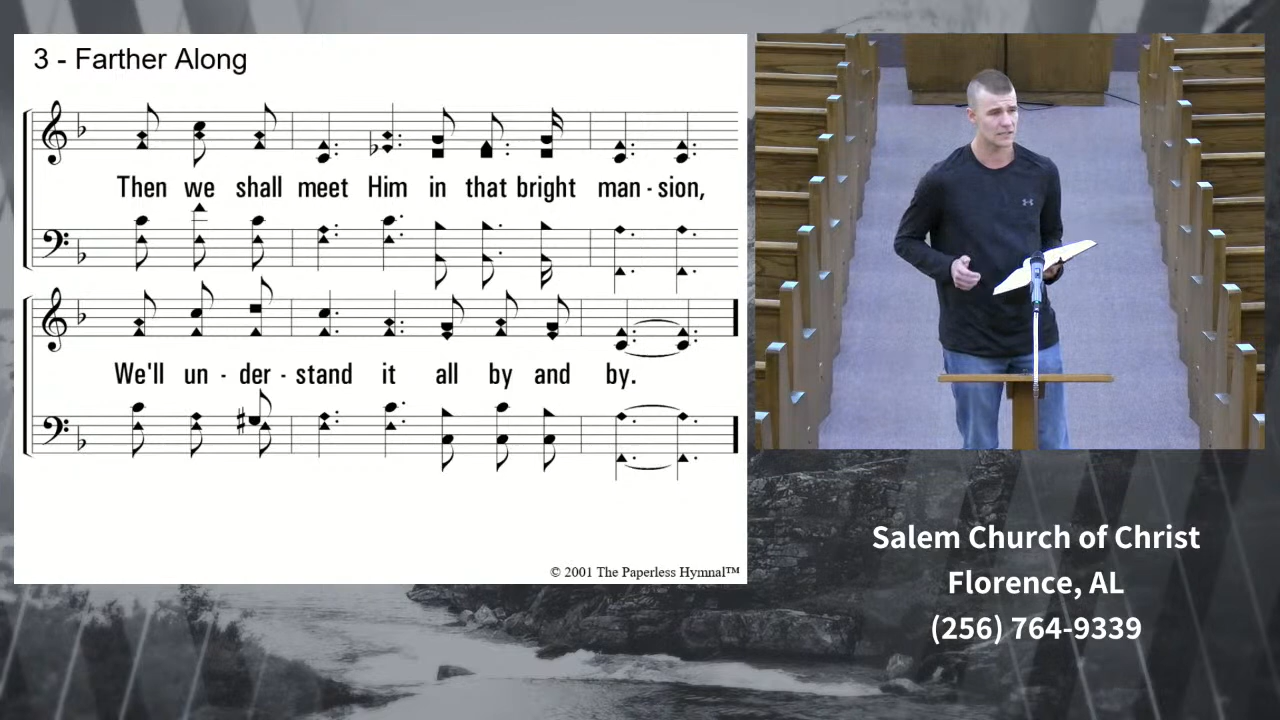 3 - Farther Along
Then we shall meet Him in that bright man - sion,
We'll un - der - stand it all by and by.
© 2001 The Paperless Hymnal™
Salem Church of Christ
Florence, AL
(256) 764-9339